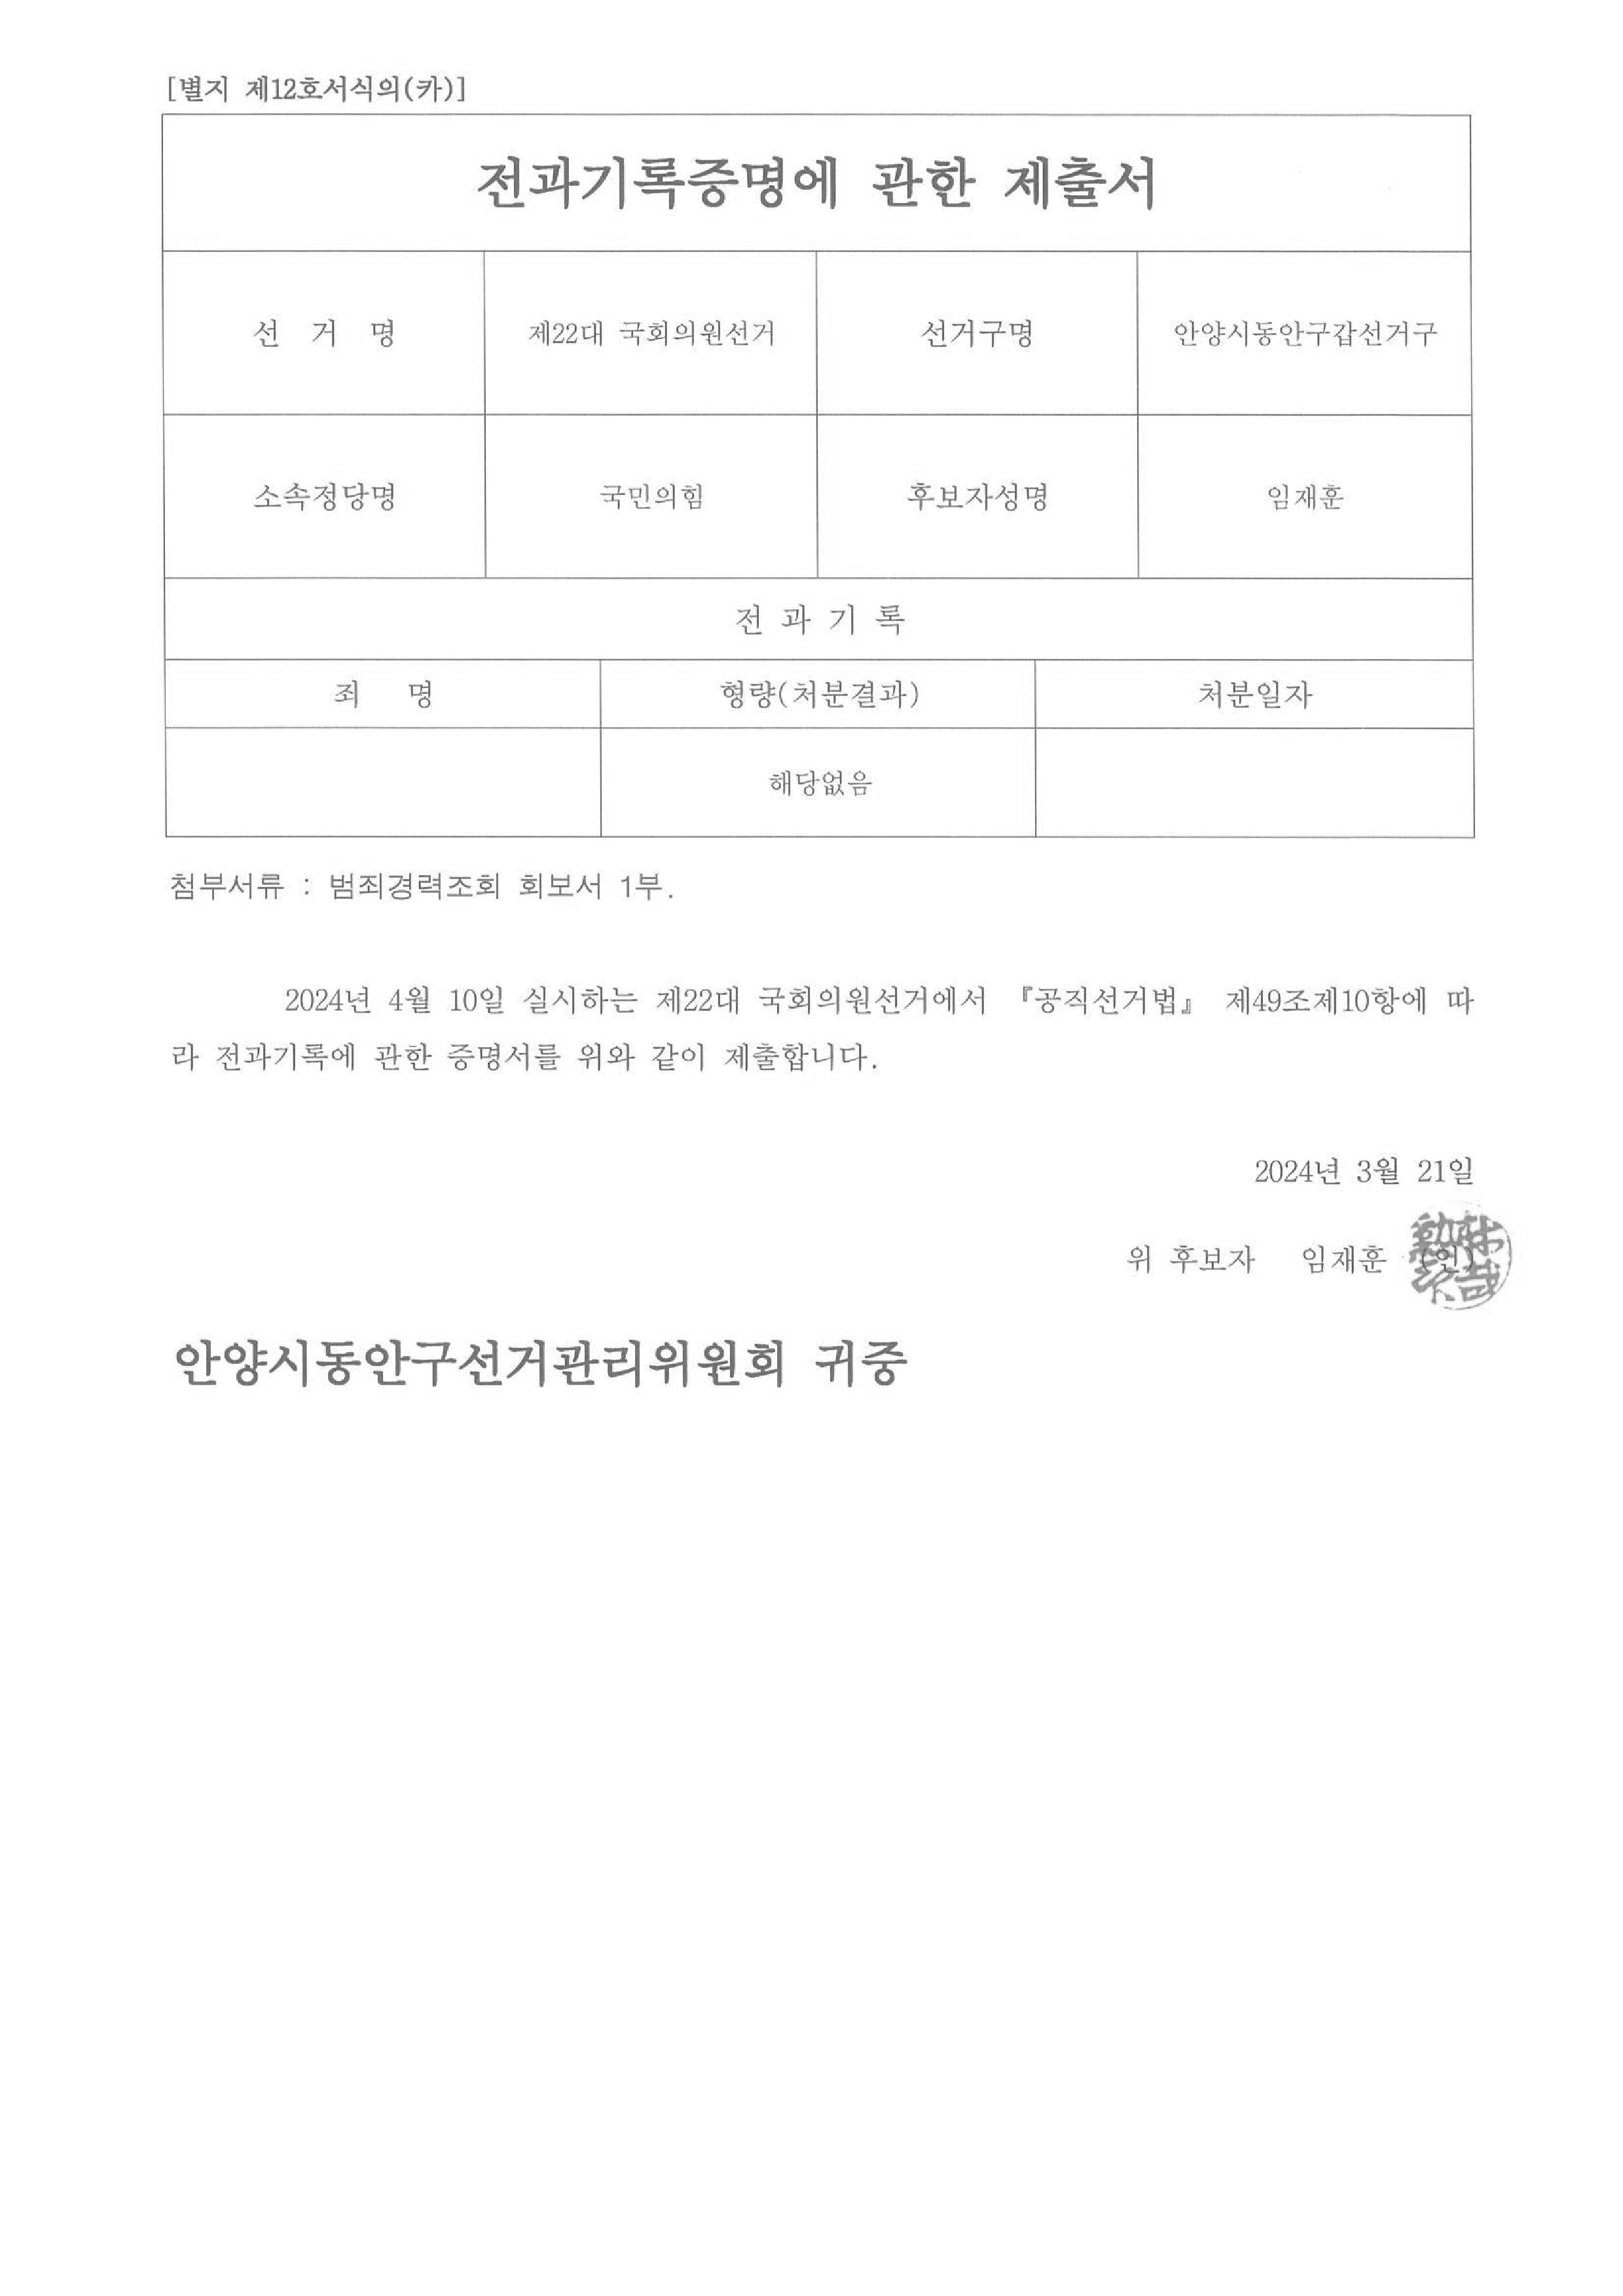 [별지 제12호서식의(카)]
전과기록증명에 관한 제출서
선 거 명 제22대 국회의원선거 선거구명 안양시동안구갑선거구
소속정당명 국민의힘 후보자성명 임재훈
전 과 기 록
죄 명 형량(처분결과) 처분일자
해당없음
첨부서류 : 범죄경력조회 회보서 1부.
2024년 4월 10일 실시하는 제22대 국회의원선거에서 『공직선거법』 제49조제10항에 따
라 전과기록에 관한 증명서를 위와 같이 제출합니다.
2024년 3월 21일
위 후보자 임재훈 (인)
안양시동안구선거관리위원회 귀중